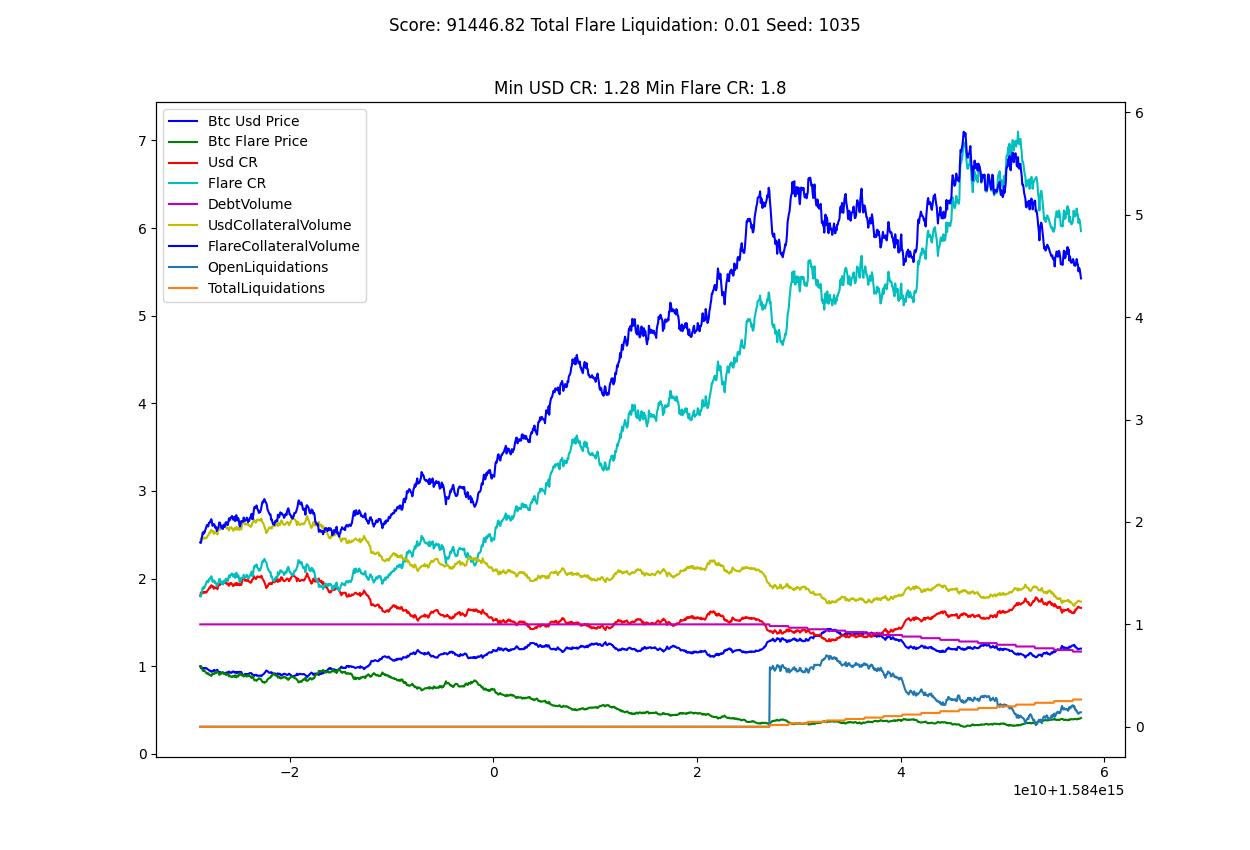 Score: 91446.82 Total Flare Liquidation: 0.01 Seed: 1035
Min USD CR: 1.28 Min Flare CR: 1.8
Btc Usd Price
Btc Flare Price
Usd CR
Flare CR
DebtVolume
UsdCollateralVolume
FlareCollateralVolume
OpenLiquidations
TotalLiquidations
7
6
5
4
3
2
1
0
6
5
4
3
2
1
0
−2
0
2
4
6
1e10+1.584e15